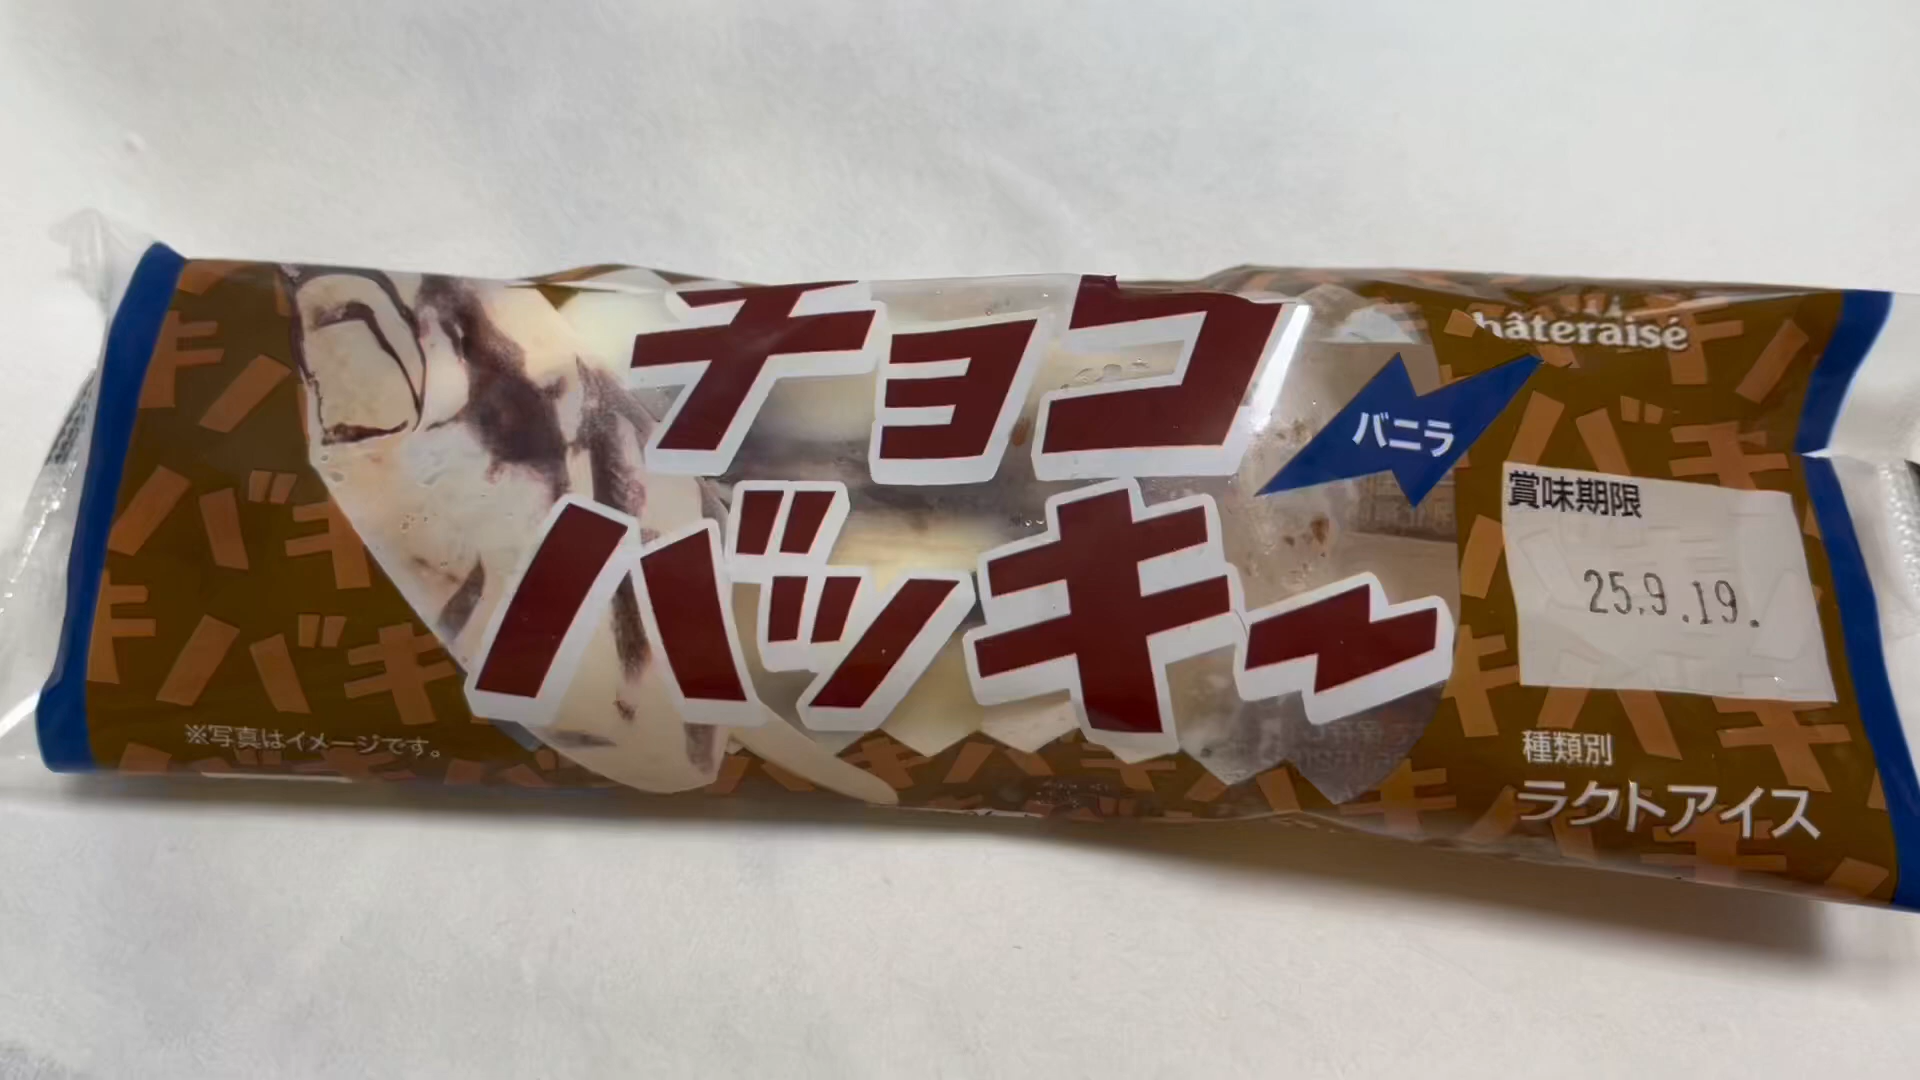 チョコ
バッキー
バニラ
hâteraisé
賞味期限
25.9.19.
種類別
ラクトアイス
※写真はイメージです。